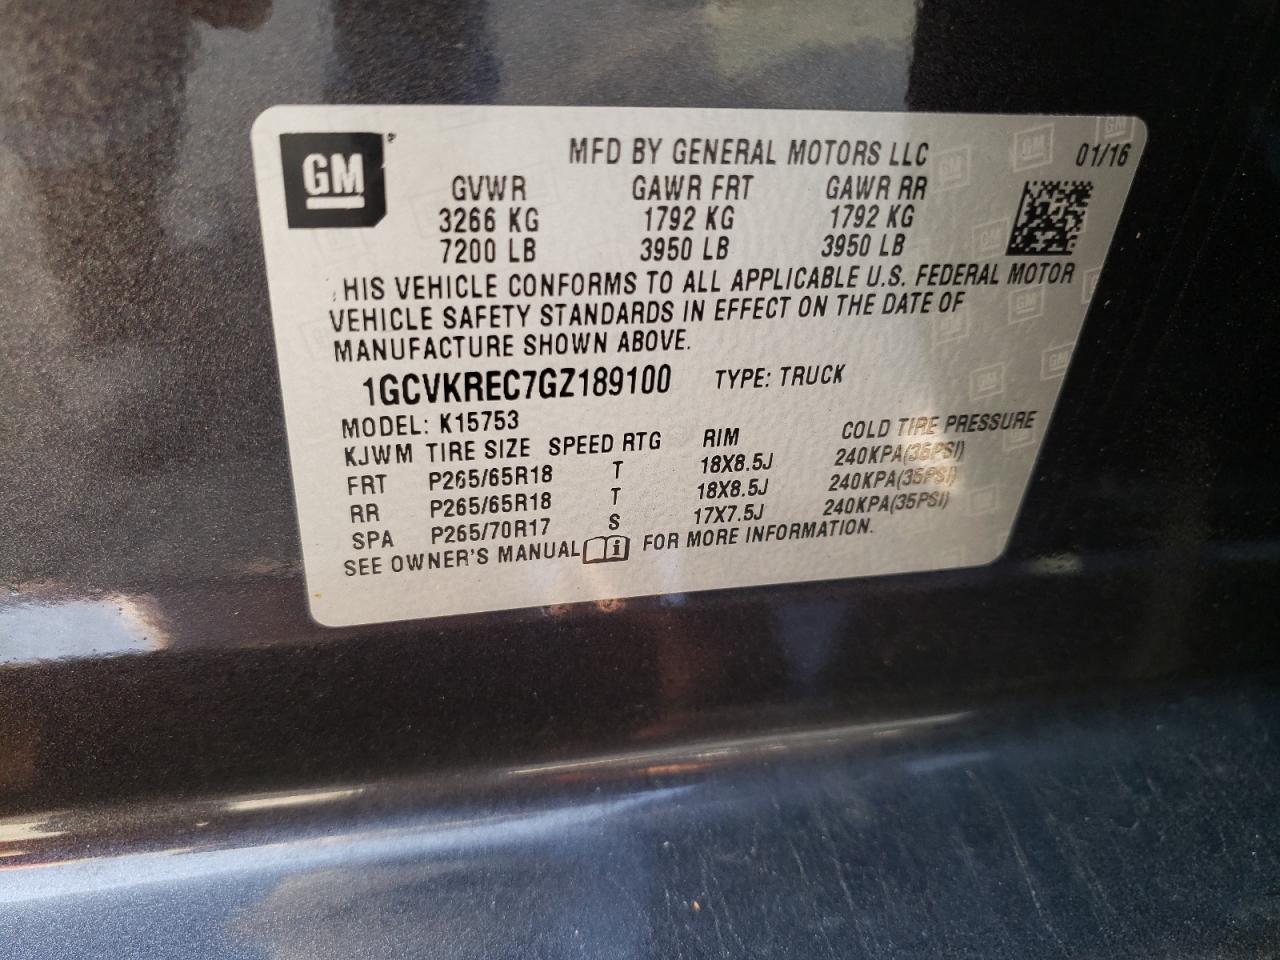 GM
MFD BY GENERAL MOTORS LLC
01/16
GVWR GAWR FRT GAWR RR
3266 KG 1792 KG 1792 KG
7200 LB 3950 LB 3950 LB
HIS VEHICLE CONFORMS TO ALL APPLICABLE U.S. FEDERAL MOTOR
VEHICLE SAFETY STANDARDS IN EFFECT ON THE DATE OF
MANUFACTURE SHOWN ABOVE.
1GCVKREC7GZ189100 TYPE: TRUCK
MODEL: K15753
KJWM TIRE SIZE SPEED RTG RIM COLD TIRE PRESSURE
FRT P265/65R18 T 18X8.5J 240KPA(35PSI)
RR P265/65R18 T 18X8.5J 240KPA(35PSI)
SPA P265/70R17 S 17X7.5J 240KPA(35PSI)
SEE OWNER'S MANUAL i FOR MORE INFORMATION.